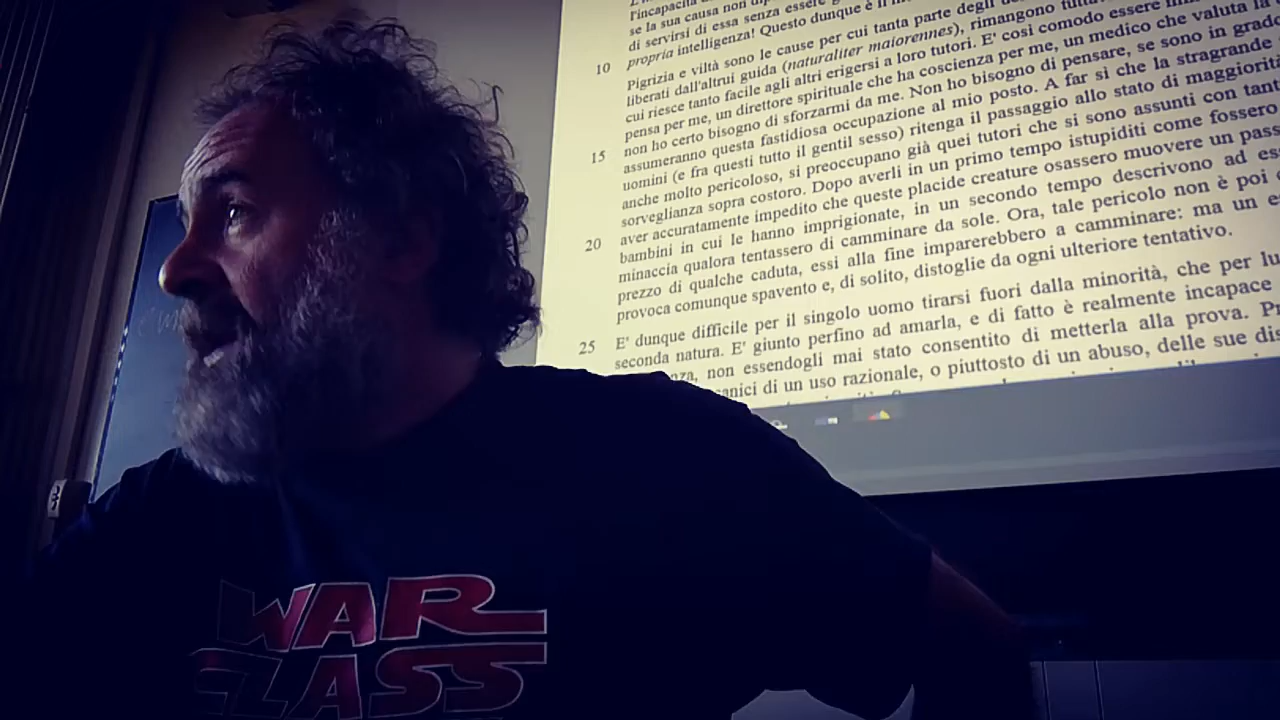 l'incapacità
se la sua causa non
di servirsi di essa senza essere
propria intelligenza! Questo dunque è il
10 Pigrizia e viltà sono le cause per cui tanta parte degli
liberati dall'altrui guida (naturaliter maiorennes), rimangono
cui riesce tanto facile agli altri erigersi a loro tutori. E' così comodo essere
pensa per me, un direttore spirituale che ha coscienza per me, un medico che valuta la
non ho certo bisogno di sforzarmi da me. Non ho bisogno di pensare, se sono in grado
15 assumeranno questa fastidiosa occupazione al mio posto. A far sì che la stragrande
uomini (e fra questi tutto il gentil sesso) ritenga il passaggio allo stato di maggiorità
anche molto pericoloso, si preoccupano già quei tutori che si sono assunti con tant
sorveglianza sopra costoro. Dopo averli in un primo tempo istupiditi come fossero
aver accuratamente impedito che queste placide creature osassero muovere un pass
20 bambini in cui le hanno imprigionate, in un secondo tempo descrivono ad es
minaccia qualora tentassero di camminare da sole. Ora, tale pericolo non è poi
prezzo di qualche caduta, essi alla fine imparerebbero a camminare: ma un e
provoca comunque spavento e, di solito, distoglie da ogni ulteriore tentativo.
25 E' dunque difficile per il singolo uomo tirarsi fuori dalla minorità, che per lu
seconda natura. E' giunto perfino ad amarla, e di fatto è realmente incapace
nza, non essendogli mai stato consentito di metterla alla prova. Pr
anici di un uso razionale, o piuttosto di un abuso, delle sue dis
WAR
CLASS